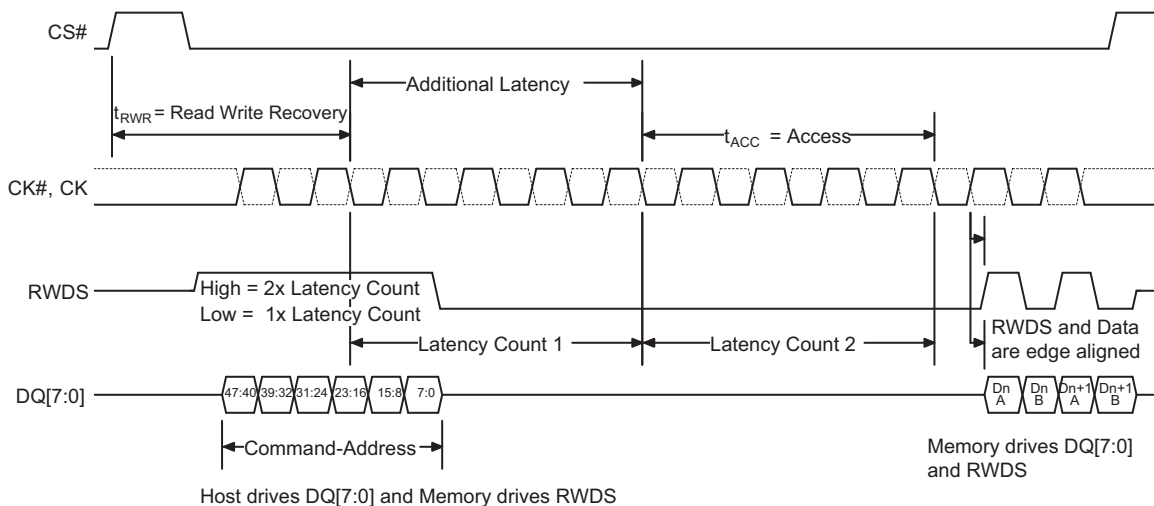 CS#
Additional Latency
tRWR = Read Write Recovery
tACC = Access
CK#, CK
RWDS
High = 2x Latency Count
Low = 1x Latency Count
Latency Count 1
Latency Count 2
RWDS and Data
are edge aligned
DQ[7:0]
47:40
39:32
31:24
23:16
15:8
7:0
Dn
A
Dn
B
Dn+1
A
Dn+1
B
Command-Address
Memory drives DQ[7:0]
and RWDS
Host drives DQ[7:0] and Memory drives RWDS